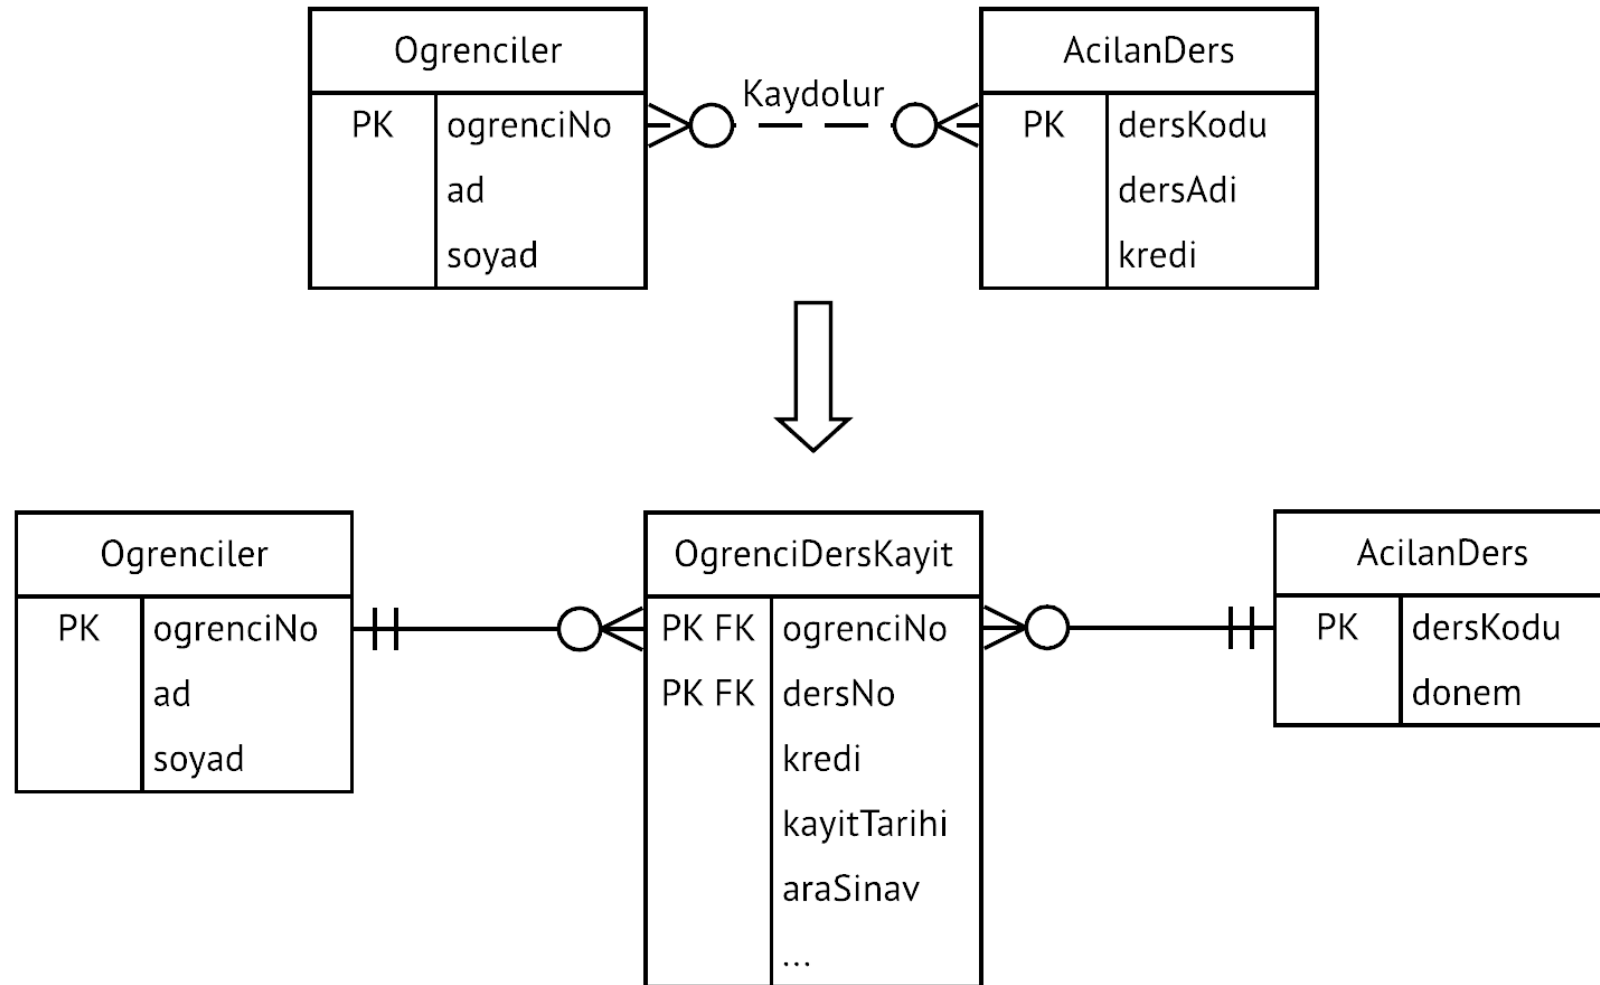 Ogrenciler
PK ogrenciNo
ad
soyad
Kaydolur
AcilanDers
PK dersKodu
dersAdi
kredi
Ogrenciler
PK ogrenciNo
ad
soyad
OgrenciDersKayit
PK FK ogrenciNo
PK FK dersNo
kredi
kayitTarihi
araSinav
...
AcilanDers
PK dersKodu
donem